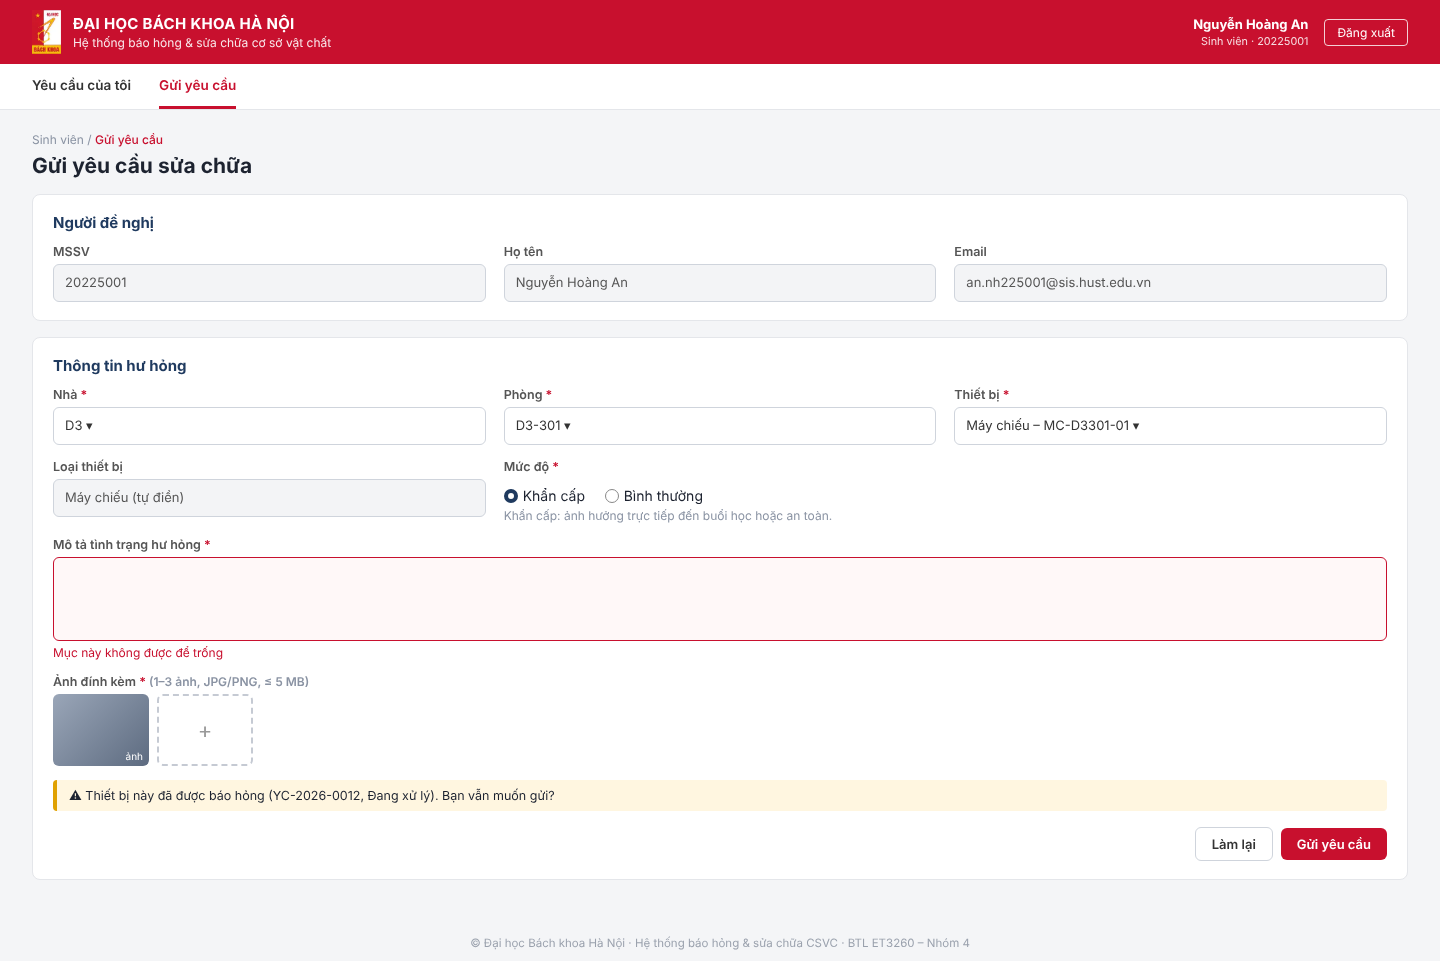 ĐẠI HỌC BÁCH KHOA HÀ NỘI
Hệ thống báo hỏng & sửa chữa cơ sở vật chất
Nguyễn Hoàng An
Sinh viên · 20225001
Đăng xuất
BÁCH KHOA
Yêu cầu của tôi
Gửi yêu cầu
Sinh viên / Gửi yêu cầu
Gửi yêu cầu sửa chữa
Người đề nghị
MSSV
Họ tên
Email
20225001
Nguyễn Hoàng An
an.nh225001@sis.hust.edu.vn
Thông tin hư hỏng
Nhà *
Phòng *
Thiết bị *
D3 ▾
D3-301 ▾
Máy chiếu – MC-D3301-01 ▾
Loại thiết bị
Mức độ *
Máy chiếu (tự điền)
Khẩn cấp
Bình thường
Khẩn cấp: ảnh hưởng trực tiếp đến buổi học hoặc an toàn.
Mô tả tình trạng hư hỏng *
Mục này không được để trống
Ảnh đính kèm * (1–3 ảnh, JPG/PNG, ≤ 5 MB)
ảnh
+
⚠ Thiết bị này đã được báo hỏng (YC-2026-0012, Đang xử lý). Bạn vẫn muốn gửi?
Làm lại
Gửi yêu cầu
© Đại học Bách khoa Hà Nội · Hệ thống báo hỏng & sửa chữa CSVC · BTL ET3260 – Nhóm 4